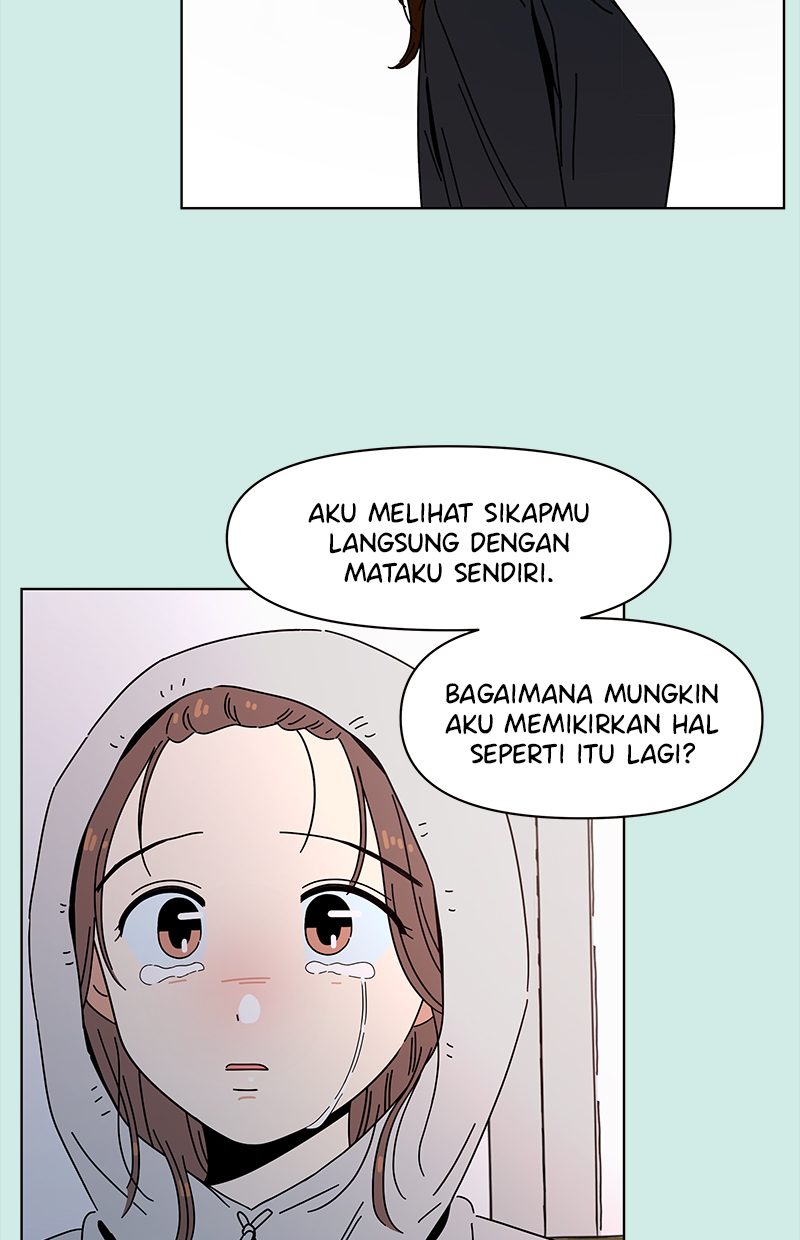 AKU MELIHAT SIKAPMU
LANGSUNG DENGAN
MATAKU SENDIRI.
BAGAIMANA MUNGKIN
AKU MEMIKIRKAN HAL
SEPERTI ITU LAGI?